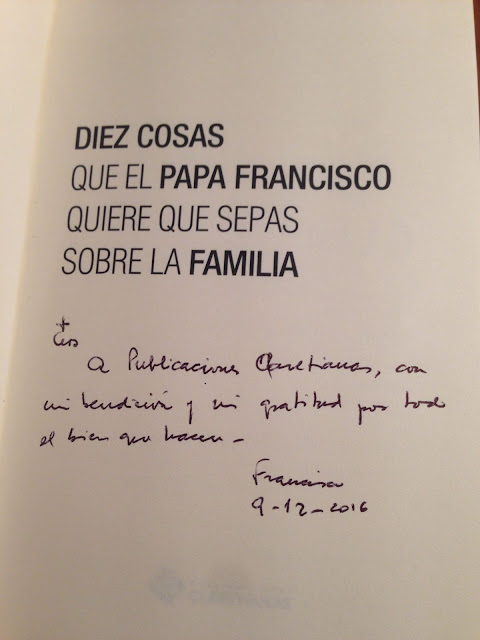 DIEZ COSAS
QUE EL PAPA FRANCISCO
QUIERE QUE SEPAS
SOBRE LA FAMILIA
A Publicaciones Claretianas, con
mi bendición y mi gratitud por todo
el bien que hacen -
Francisco
9-12-2016